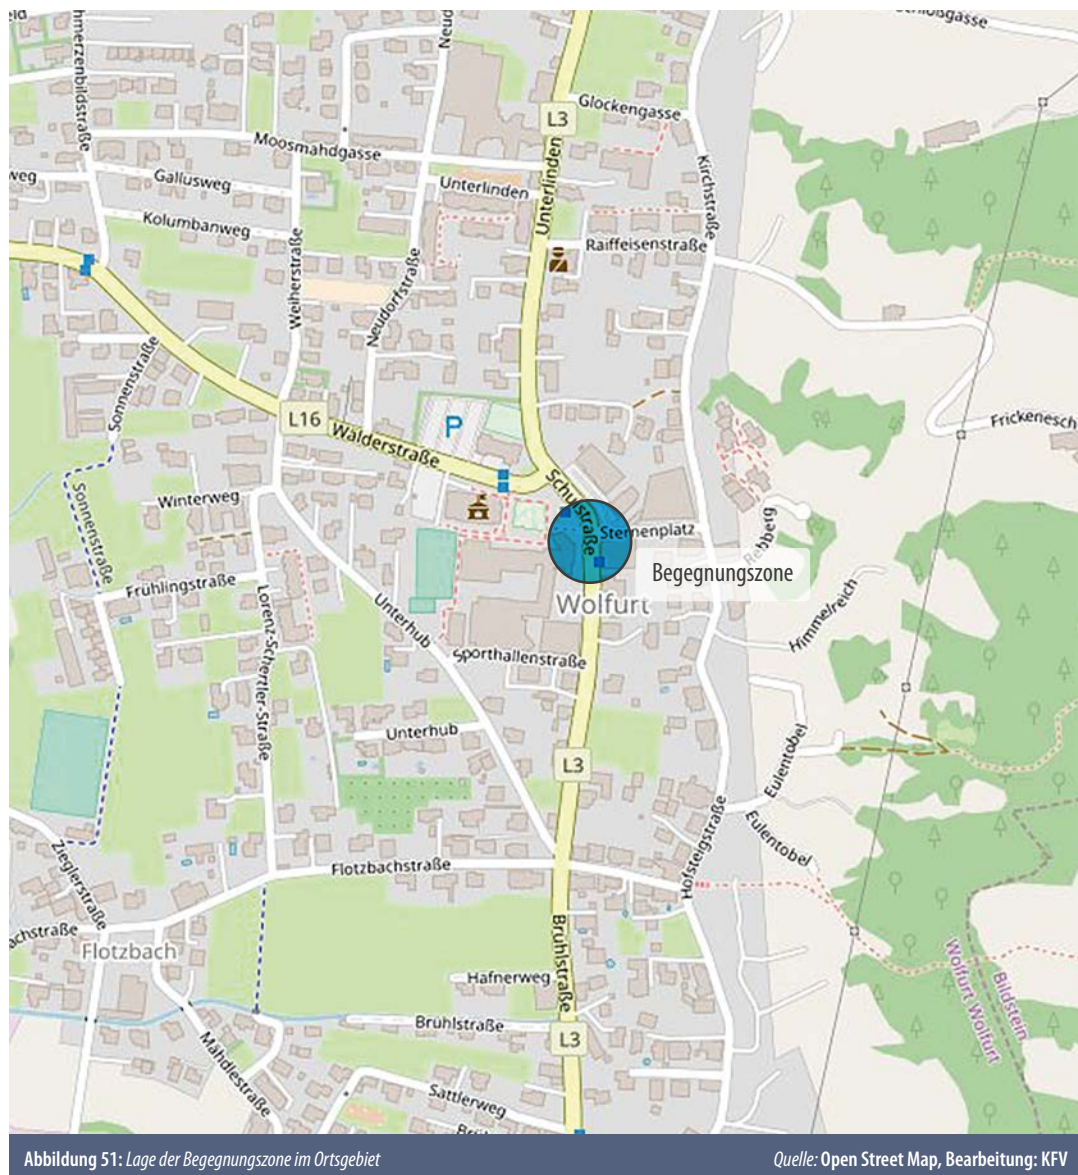 Schloßgasse
L3
Glockengasse
Moosmahdgasse
Unterlinden
Kirchstraße
weg
Gallusweg
Unterlinden
Kolumbanweg
Raiffeisenstraße
Weiherstraße
Neudorfstraße
Sonnenstraße
L16
P
Frickenesch
Wälderstraße
Schulstraße
Winterweg
Sonnenstraße
Sternenplatz
Rebberg
Begegnungszone
Frühlingstraße
Wolfurt
Unterhub
Himmelreich
Lorenz-Schertler-Straße
Sporthallenstraße
Unterhub
Eulentobel
L3
Eulentobel
Hofsteigstraße
Zieglerstraße
Flotzbachstraße
achstraße
Flotzbach
Brühlstraße
Hafnerweg
Wolfurt Wolfurt
Bildstein
Brühlstraße
L3
Mähdlestraße
Sattlerweg
Abbildung 51: Lage der Begegnungszone im Ortsgebiet
Quelle: Open Street Map, Bearbeitung: KFV